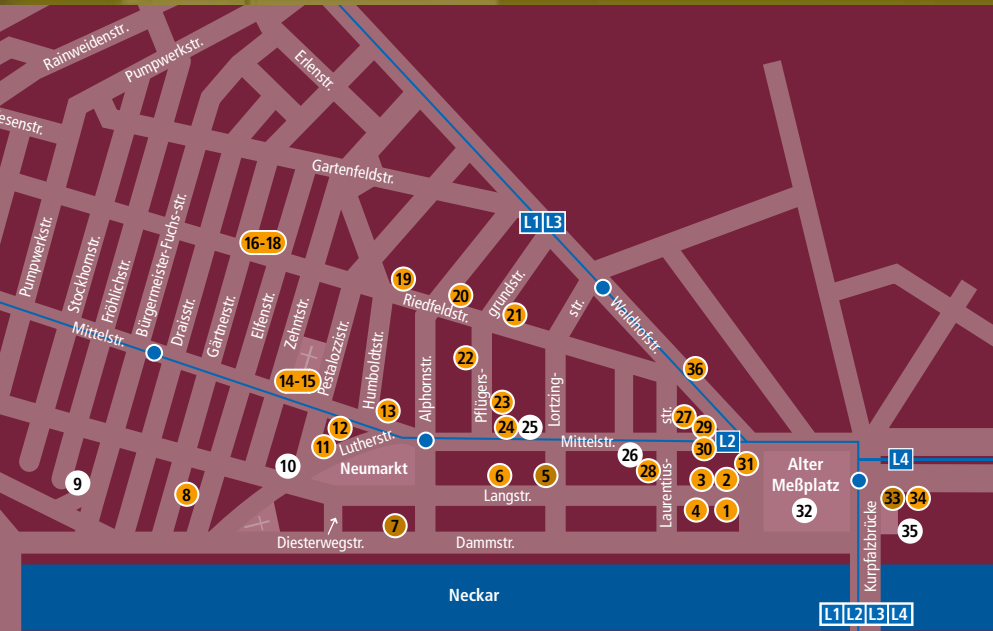 Rainweidenstr.
Pumpwerkstr.
Erlenstr.
esenstr.
Gartenfeldstr.
L1 L3
Pumpwerkstr.
Stockhornstr.
Fröhlichstr.
Bürgermeister-Fuchs-str.
Draisstr.
Gärtnerstr.
Elfenstr.
Zehntstr.
Pestalozzistr.
Humboldtstr.
Alphornstr.
16-18
19
20
21
Riedfeldstr.
Pflügers-
grundstr.
Lortzing-
str.
Waldhofstr.
Mittelstr.
22
36
14-15
13
23
12
24
25
27
29
11
Lutherstr.
Mittelstr.
Laurentius-
str.
L2
30
26
L4
31
Neumarkt
Alter
Meßplatz
10
9
8
6
5
28
3
2
Langstr.
33
34
4
1
32
7
35
Diesterwegstr.
Dammstr.
Kurpfalzbrücke
Neckar
L1 L2 L3 L4